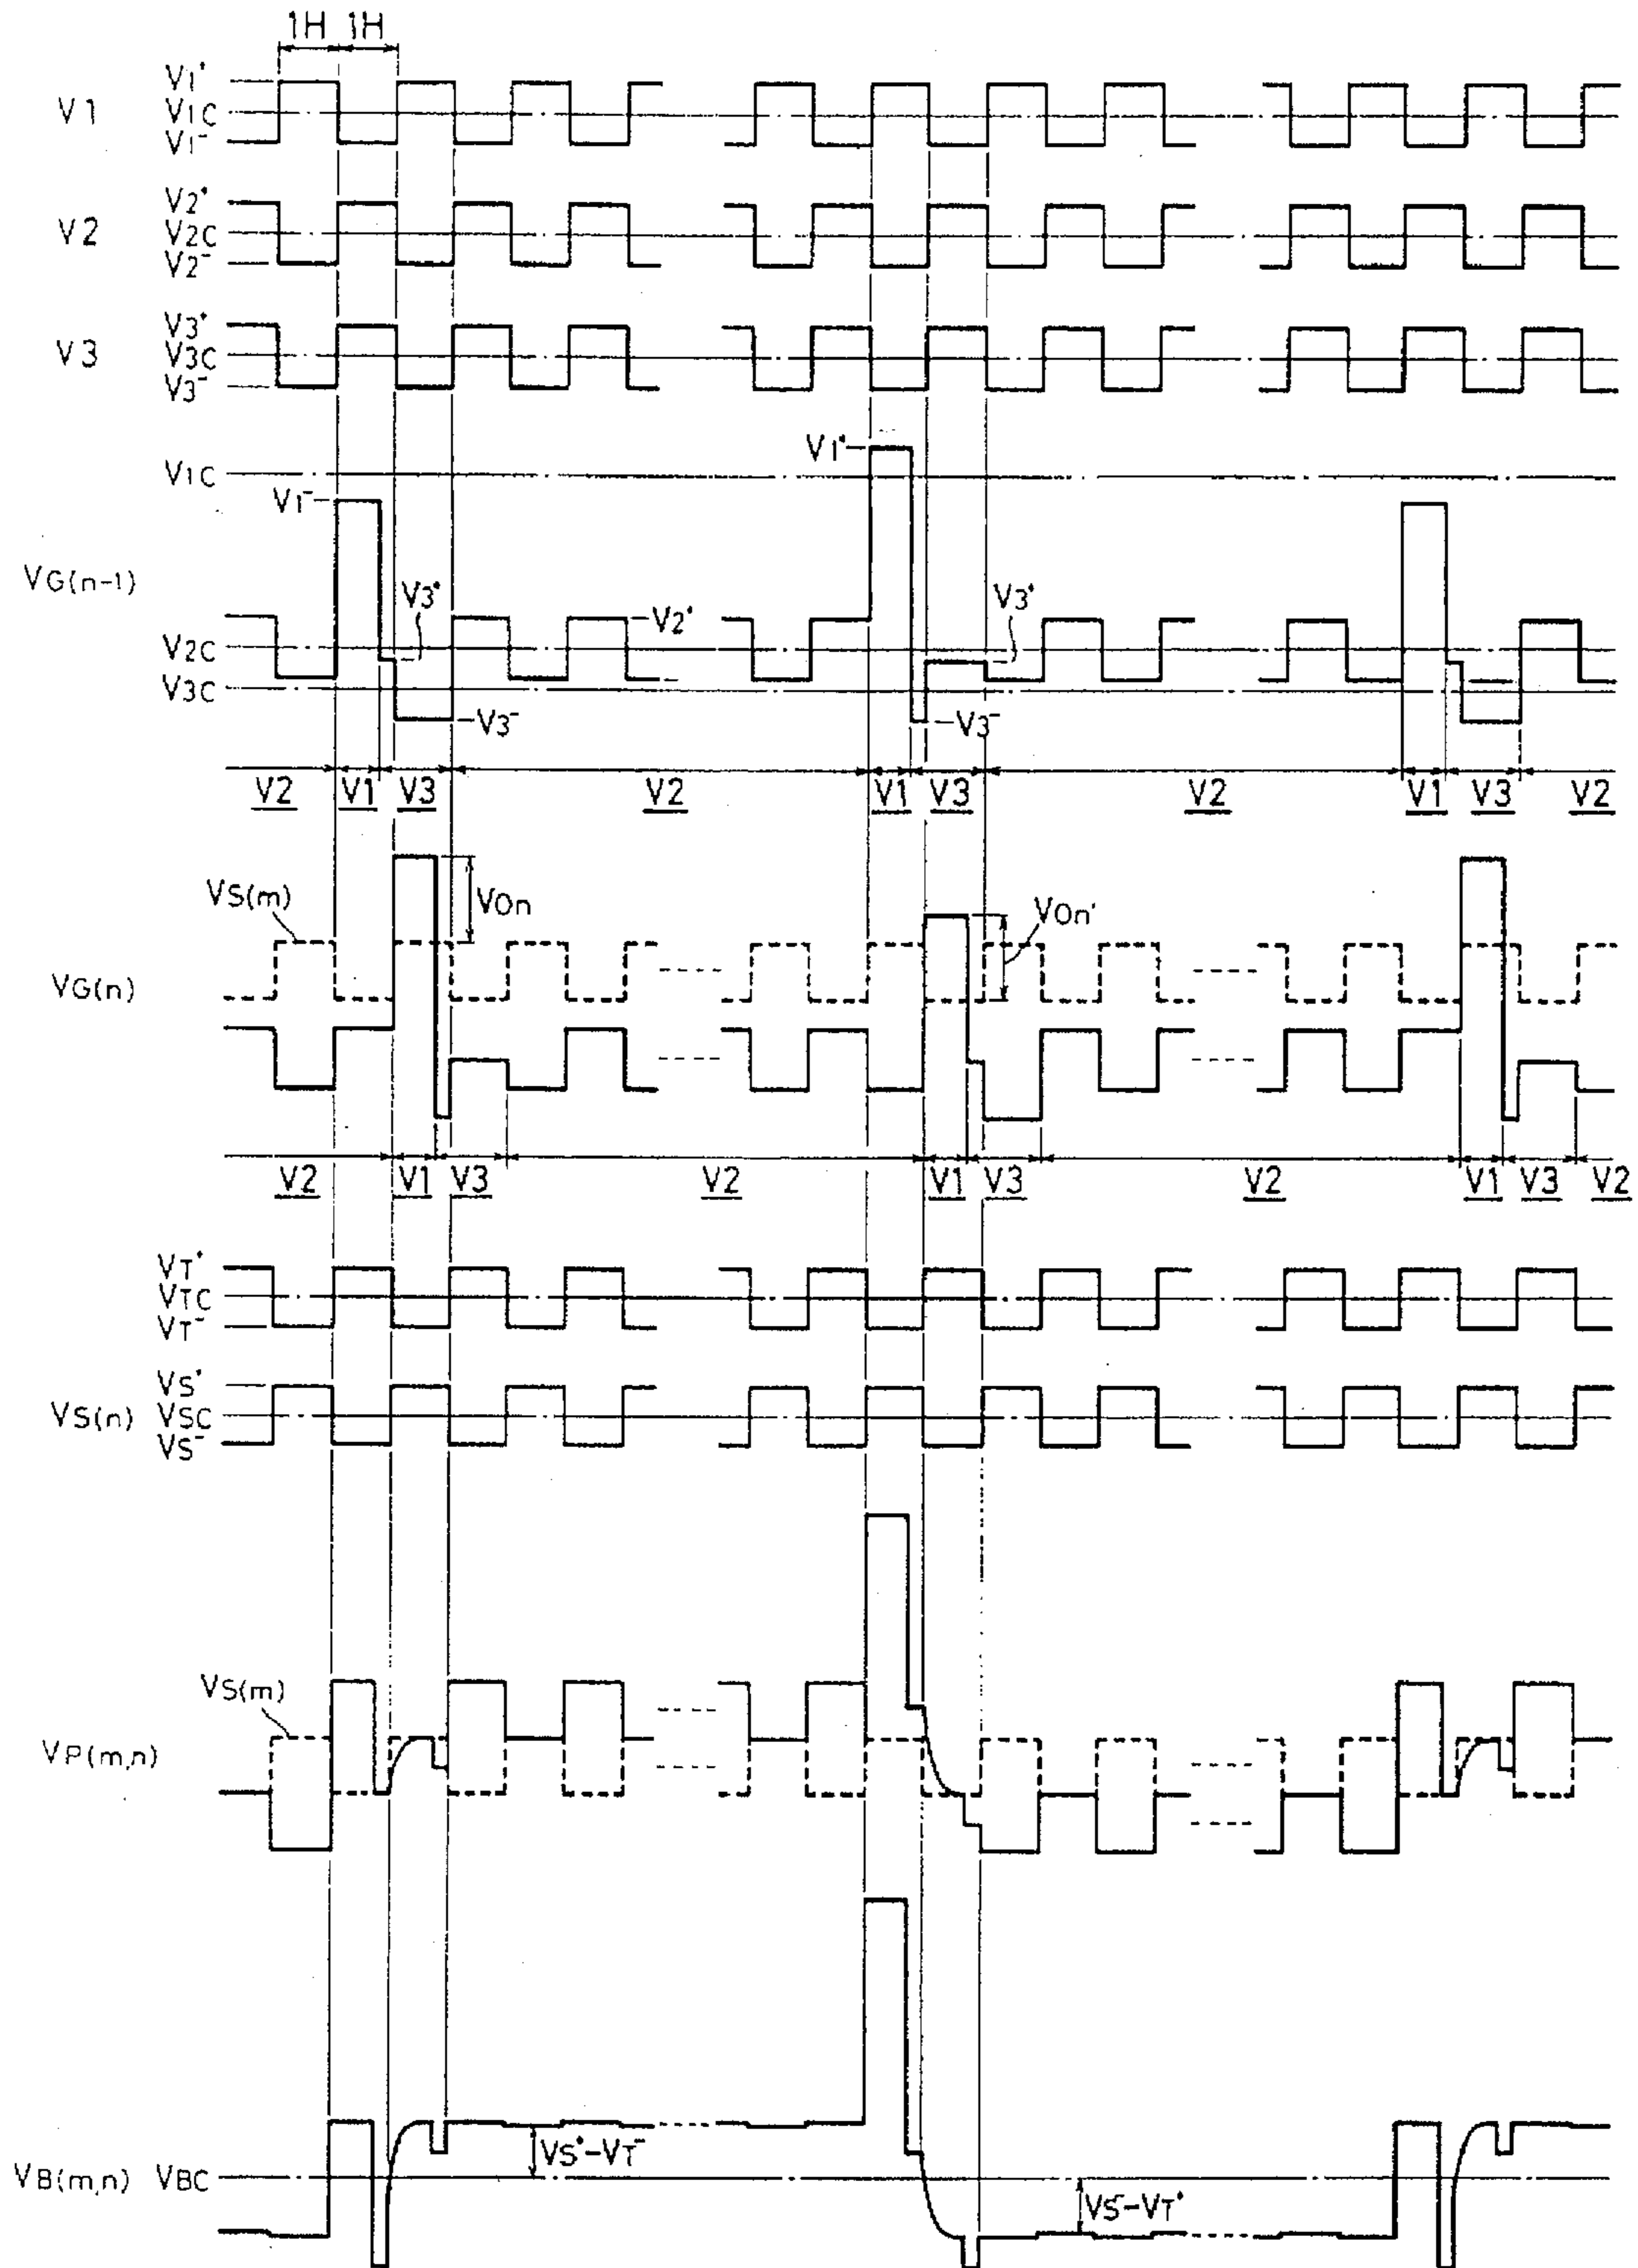 1H 1H
V1⁺
V1 V1C
V1⁻
V2⁺
V2 V2C
V2⁻
V3⁺
V3 V3C
V3⁻
V1⁺
V1C
V1⁻
VG(n-1)
V3⁺ V3⁺
V2⁺
V2C
V3C
V3⁻ V3⁻
V2 V1 V3 V2 V1 V3 V2 V1 V3 V2
VS(m) VOn VOn'
VG(n)
V2 V1 V3 V2 V1 V3 V2 V1 V3 V2
VT⁺
VTC
VT⁻
VS⁺
VS(n) VSC
VS⁻
VS(m)
VP(m,n)
VS⁺-VT⁻
VB(m,n) VBC
VS⁻-VT⁺